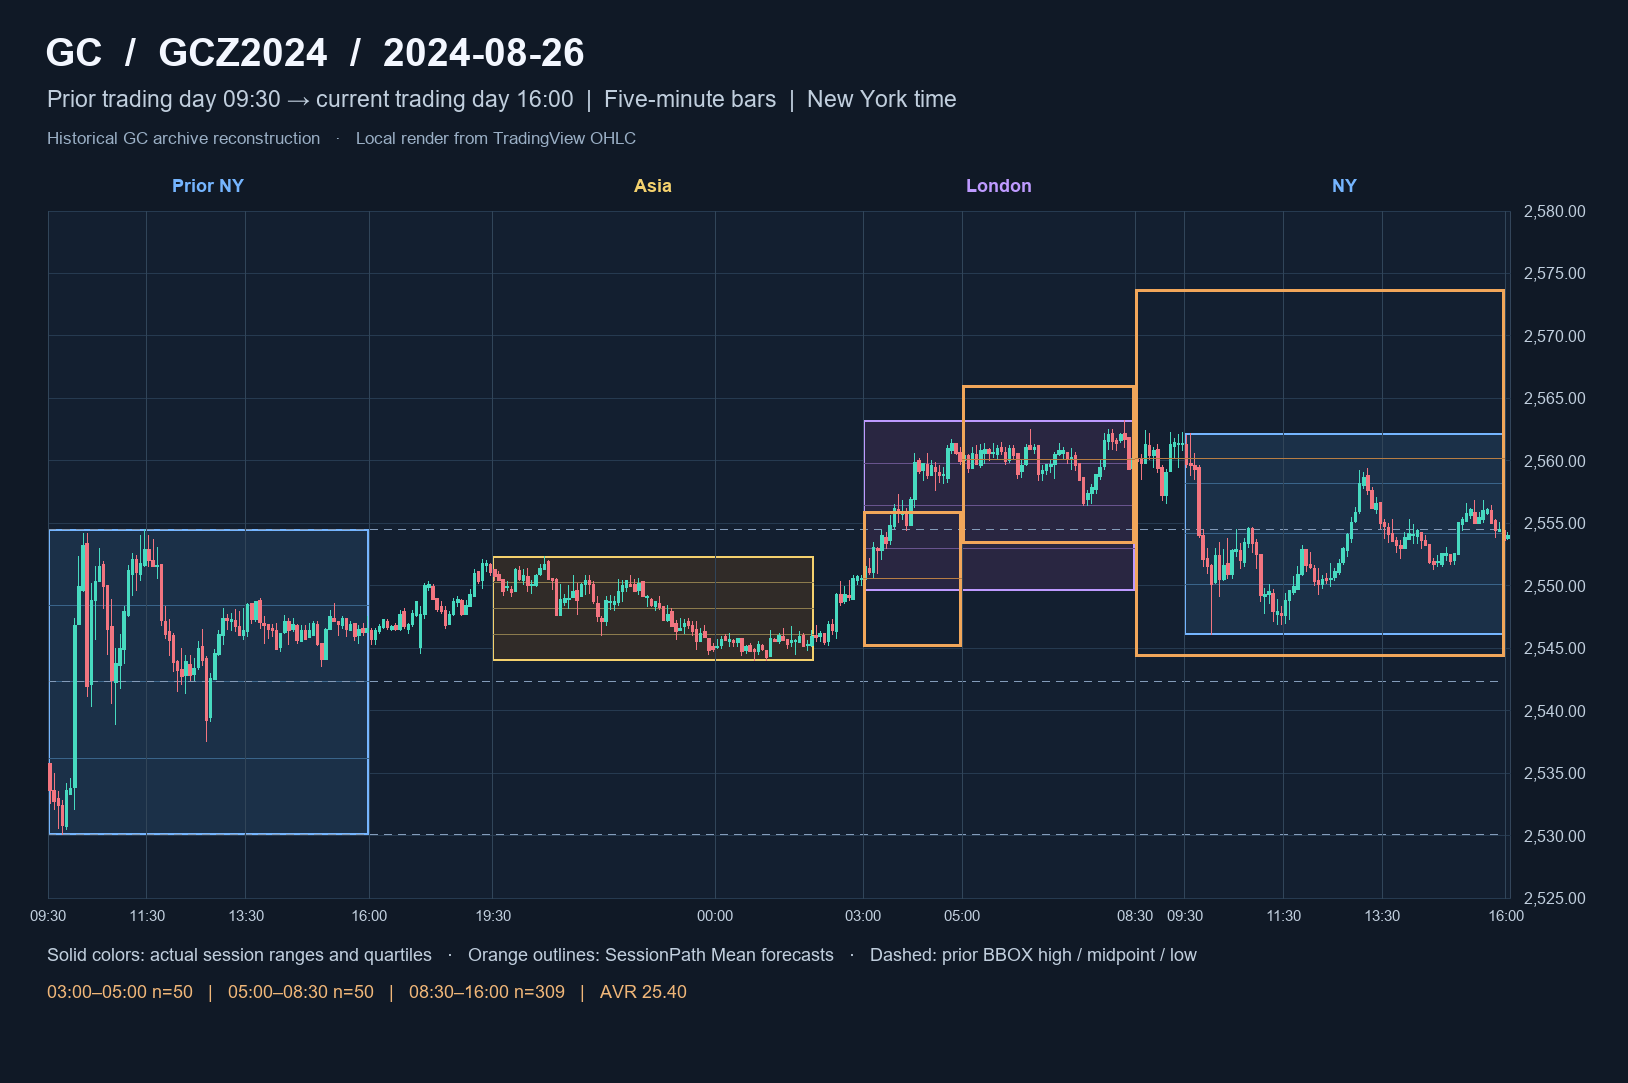 GC / GCZ2024 / 2024-08-26
Prior trading day 09:30 → current trading day 16:00 | Five-minute bars | New York time
Historical GC archive reconstruction · Local render from TradingView OHLC
Prior NY Asia London NY
2,580.00
2,575.00
2,570.00
2,565.00
2,560.00
2,555.00
2,550.00
2,545.00
2,540.00
2,535.00
2,530.00
2,525.00
09:30 11:30 13:30 16:00 19:30 00:00 03:00 05:00 08:30 09:30 11:30 13:30 16:00
Solid colors: actual session ranges and quartiles · Orange outlines: SessionPath Mean forecasts · Dashed: prior BBOX high / midpoint / low
03:00–05:00 n=50 | 05:00–08:30 n=50 | 08:30–16:00 n=309 | AVR 25.40